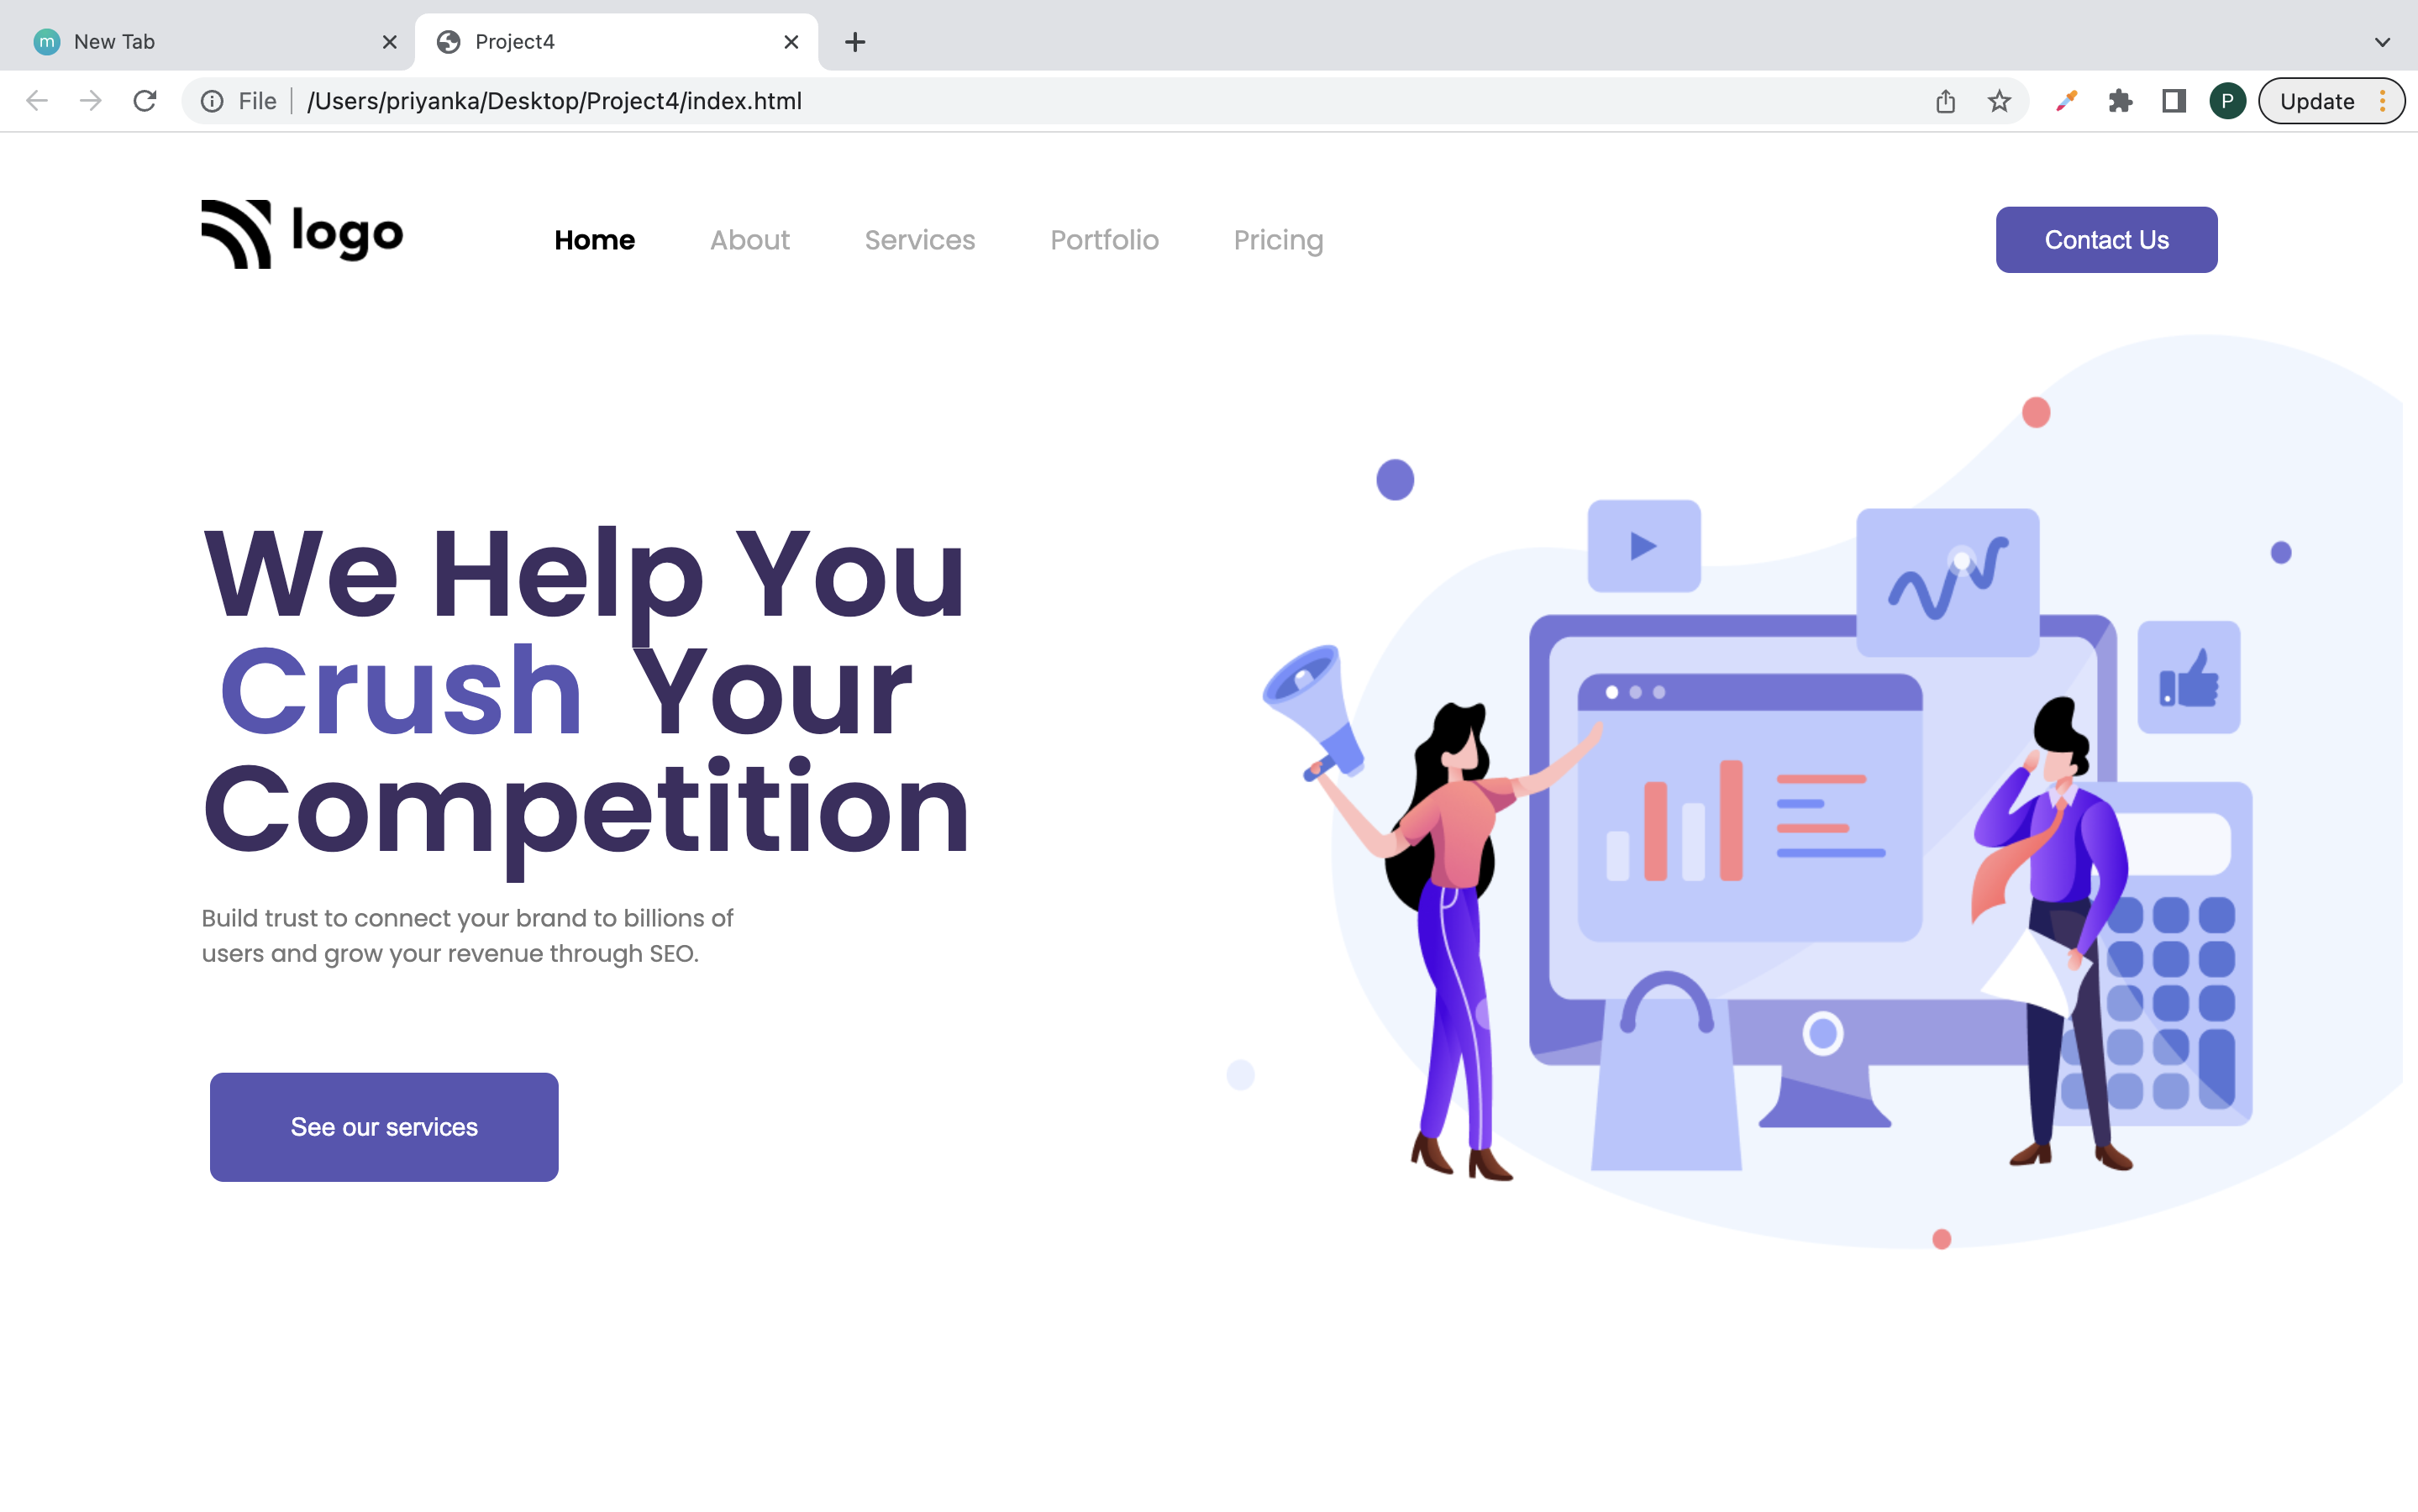 m New Tab Project4
File /Users/priyanka/Desktop/Project4/index.html P Update
logo Home About Services Portfolio Pricing Contact Us
We Help You
Crush Your
Competition
Build trust to connect your brand to billions of
users and grow your revenue through SEO.
See our services